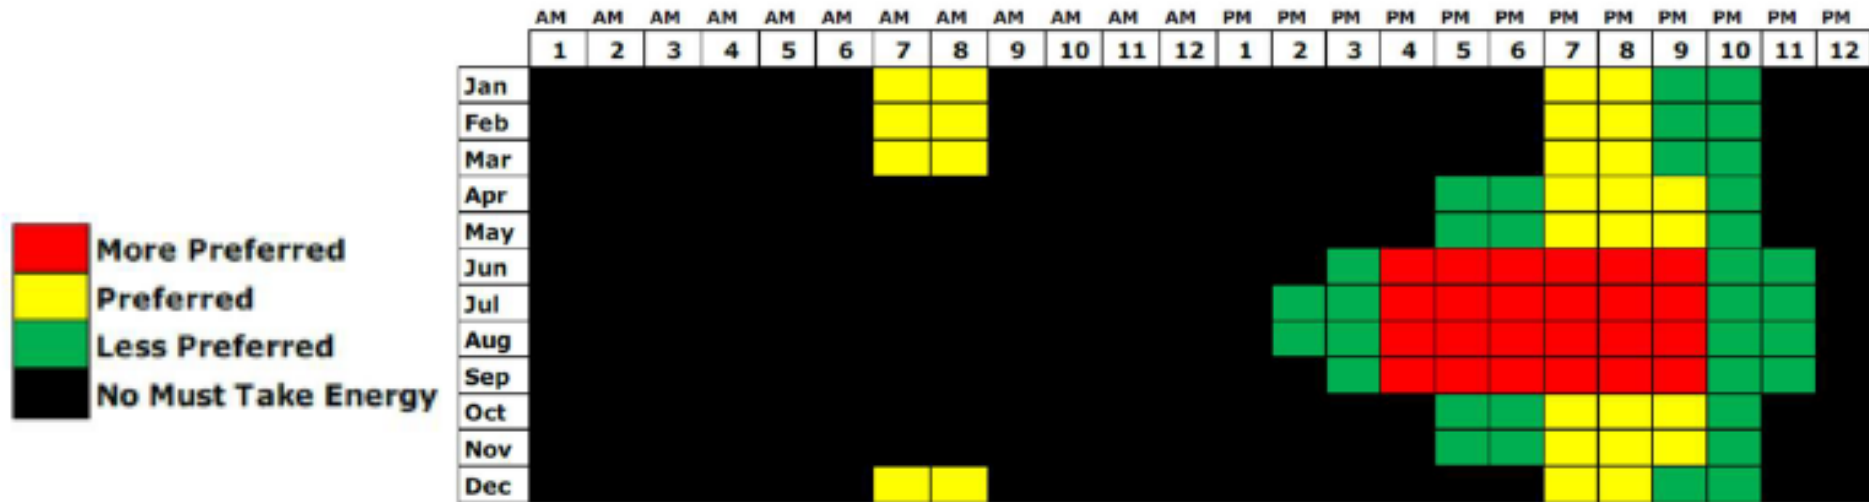 AM AM AM AM AM AM AM AM AM AM AM AM PM PM PM PM PM PM PM PM PM PM PM PM
1 2 3 4 5 6 7 8 9 10 11 12 1 2 3 4 5 6 7 8 9 10 11 12
Jan
Feb
Mar
Apr
May
Jun
Jul
Aug
Sep
Oct
Nov
Dec
More Preferred
Preferred
Less Preferred
No Must Take Energy